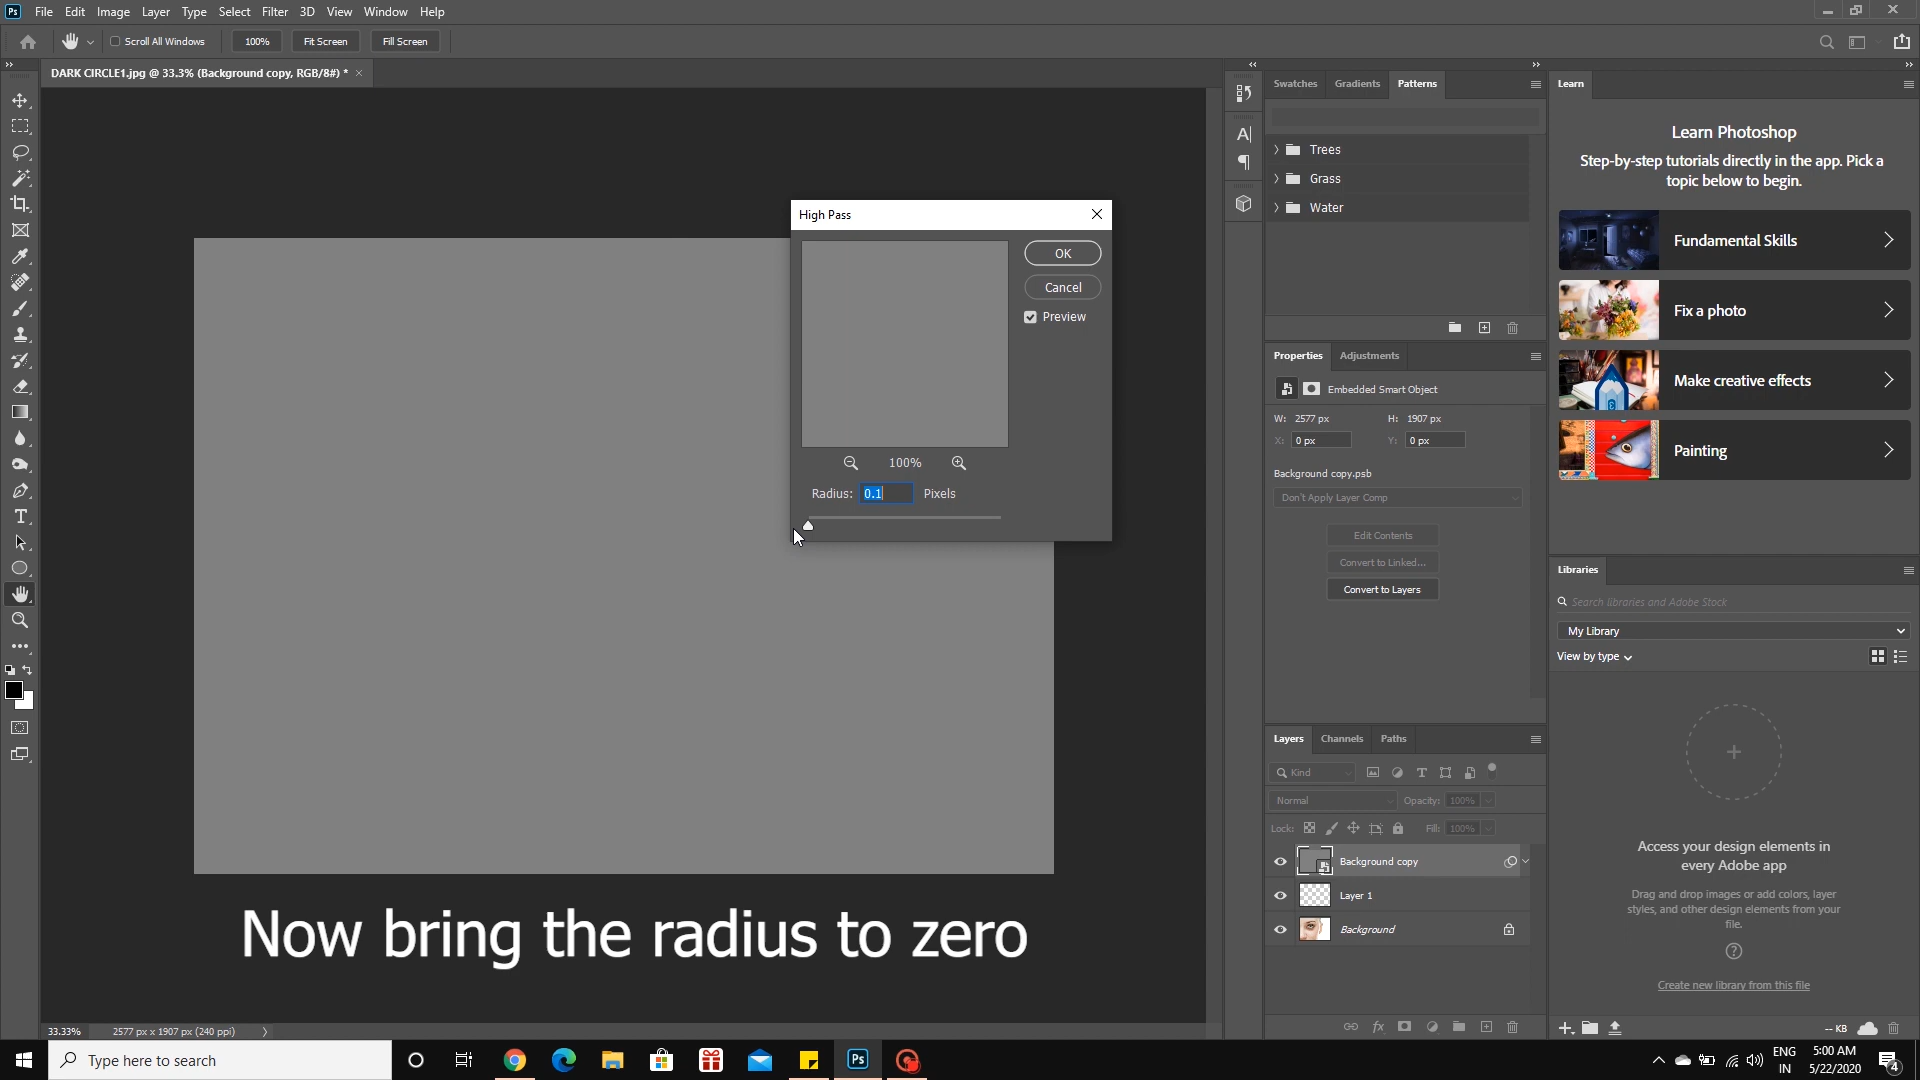 Ps File Edit Image Layer Type Select Filter 3D View Window Help
Scroll All Windows 100% Fit Screen Fill Screen
DARK CIRCLE1.jpg @ 33.3% (Background copy, RGB/8#) * ×
High Pass
OK
Cancel
Preview
100%
Radius: 0.1 Pixels
Now bring the radius to zero
33.33% 2577 px x 1907 px (240 ppi)
Swatches Gradients Patterns
Trees
Grass
Water
Properties Adjustments
Embedded Smart Object
W: 2577 px H: 1907 px
X: 0 px Y: 0 px
Background copy.psb
Don't Apply Layer Comp
Edit Contents
Convert to Linked...
Convert to Layers
Layers Channels Paths
Kind
Normal Opacity: 100%
Lock: Fill: 100%
Background copy
Layer 1
Background
fx
Learn
Learn Photoshop
Step-by-step tutorials directly in the app. Pick a
topic below to begin.
Fundamental Skills
Fix a photo
Make creative effects
Painting
Libraries
Search libraries and Adobe Stock
My Library
View by type
Access your design elements in
every Adobe app
Drag and drop images or add colors, layer
styles, and other design elements from your
file.
Create new library from this file
-- KB
Type here to search
Ps
ENG
IN
5:00 AM
5/22/2020
4